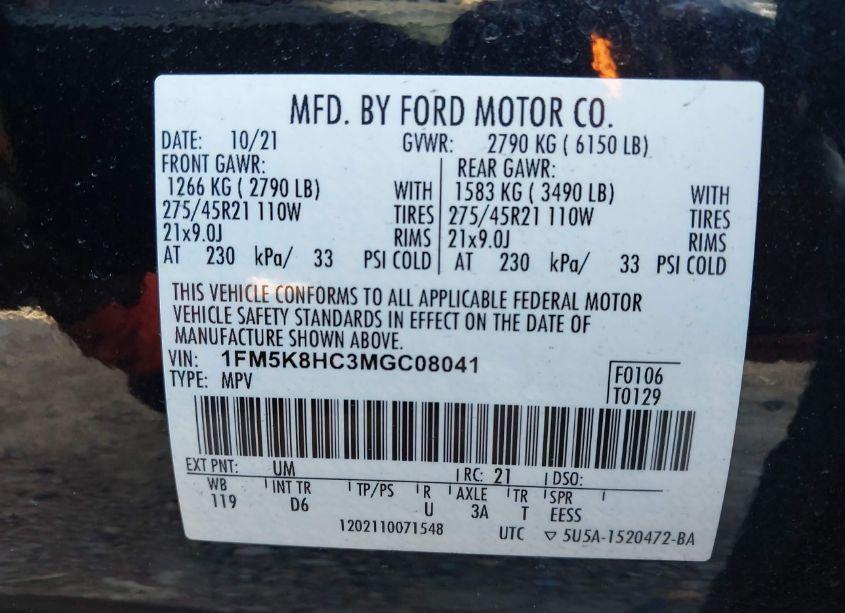 MFD. BY FORD MOTOR CO.
DATE: 10/21 GVWR: 2790 KG ( 6150 LB)
FRONT GAWR: REAR GAWR:
1266 KG ( 2790 LB) WITH 1583 KG ( 3490 LB) WITH
275/45R21 110W TIRES 275/45R21 110W TIRES
21x9.0J RIMS 21x9.0J RIMS
AT 230 kPa/ 33 PSI COLD AT 230 kPa/ 33 PSI COLD
THIS VEHICLE CONFORMS TO ALL APPLICABLE FEDERAL MOTOR
VEHICLE SAFETY STANDARDS IN EFFECT ON THE DATE OF
MANUFACTURE SHOWN ABOVE.
VIN: 1FM5K8HC3MGC08041
TYPE: MPV F0106
T0129
EXT PNT: UM RC: 21 DSO:
WB INT TR TP/PS R AXLE TR SPR
119 D6 U 3A T EESS
1202110071548 UTC ▽ 5U5A-1520472-BA